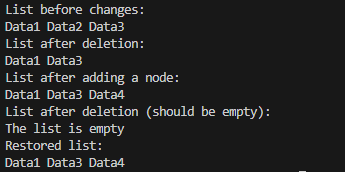 List before changes:
Data1 Data2 Data3
List after deletion:
Data1 Data3
List after adding a node:
Data1 Data3 Data4
List after deletion (should be empty):
The list is empty
Restored list:
Data1 Data3 Data4